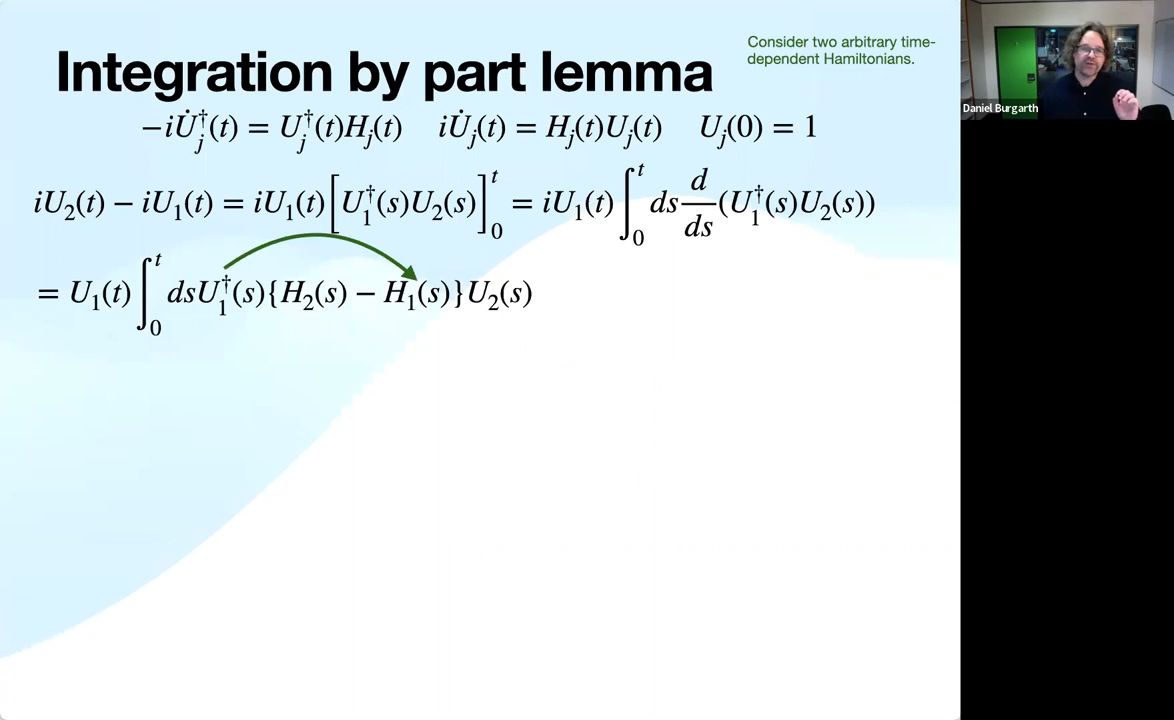 Integration by part lemma
Consider two arbitrary time-
dependent Hamiltonians.
Daniel Burgarth
−iU̇ⱼ†(t) = Uⱼ†(t)Hⱼ(t) iU̇ⱼ(t) = Hⱼ(t)Uⱼ(t) Uⱼ(0) = 1
iU₂(t) − iU₁(t) = iU₁(t)[U₁†(s)U₂(s)]₀ᵗ = iU₁(t)∫₀ᵗ ds d/ds (U₁†(s)U₂(s))
= U₁(t)∫₀ᵗ dsU₁†(s){H₂(s) − H₁(s)}U₂(s)